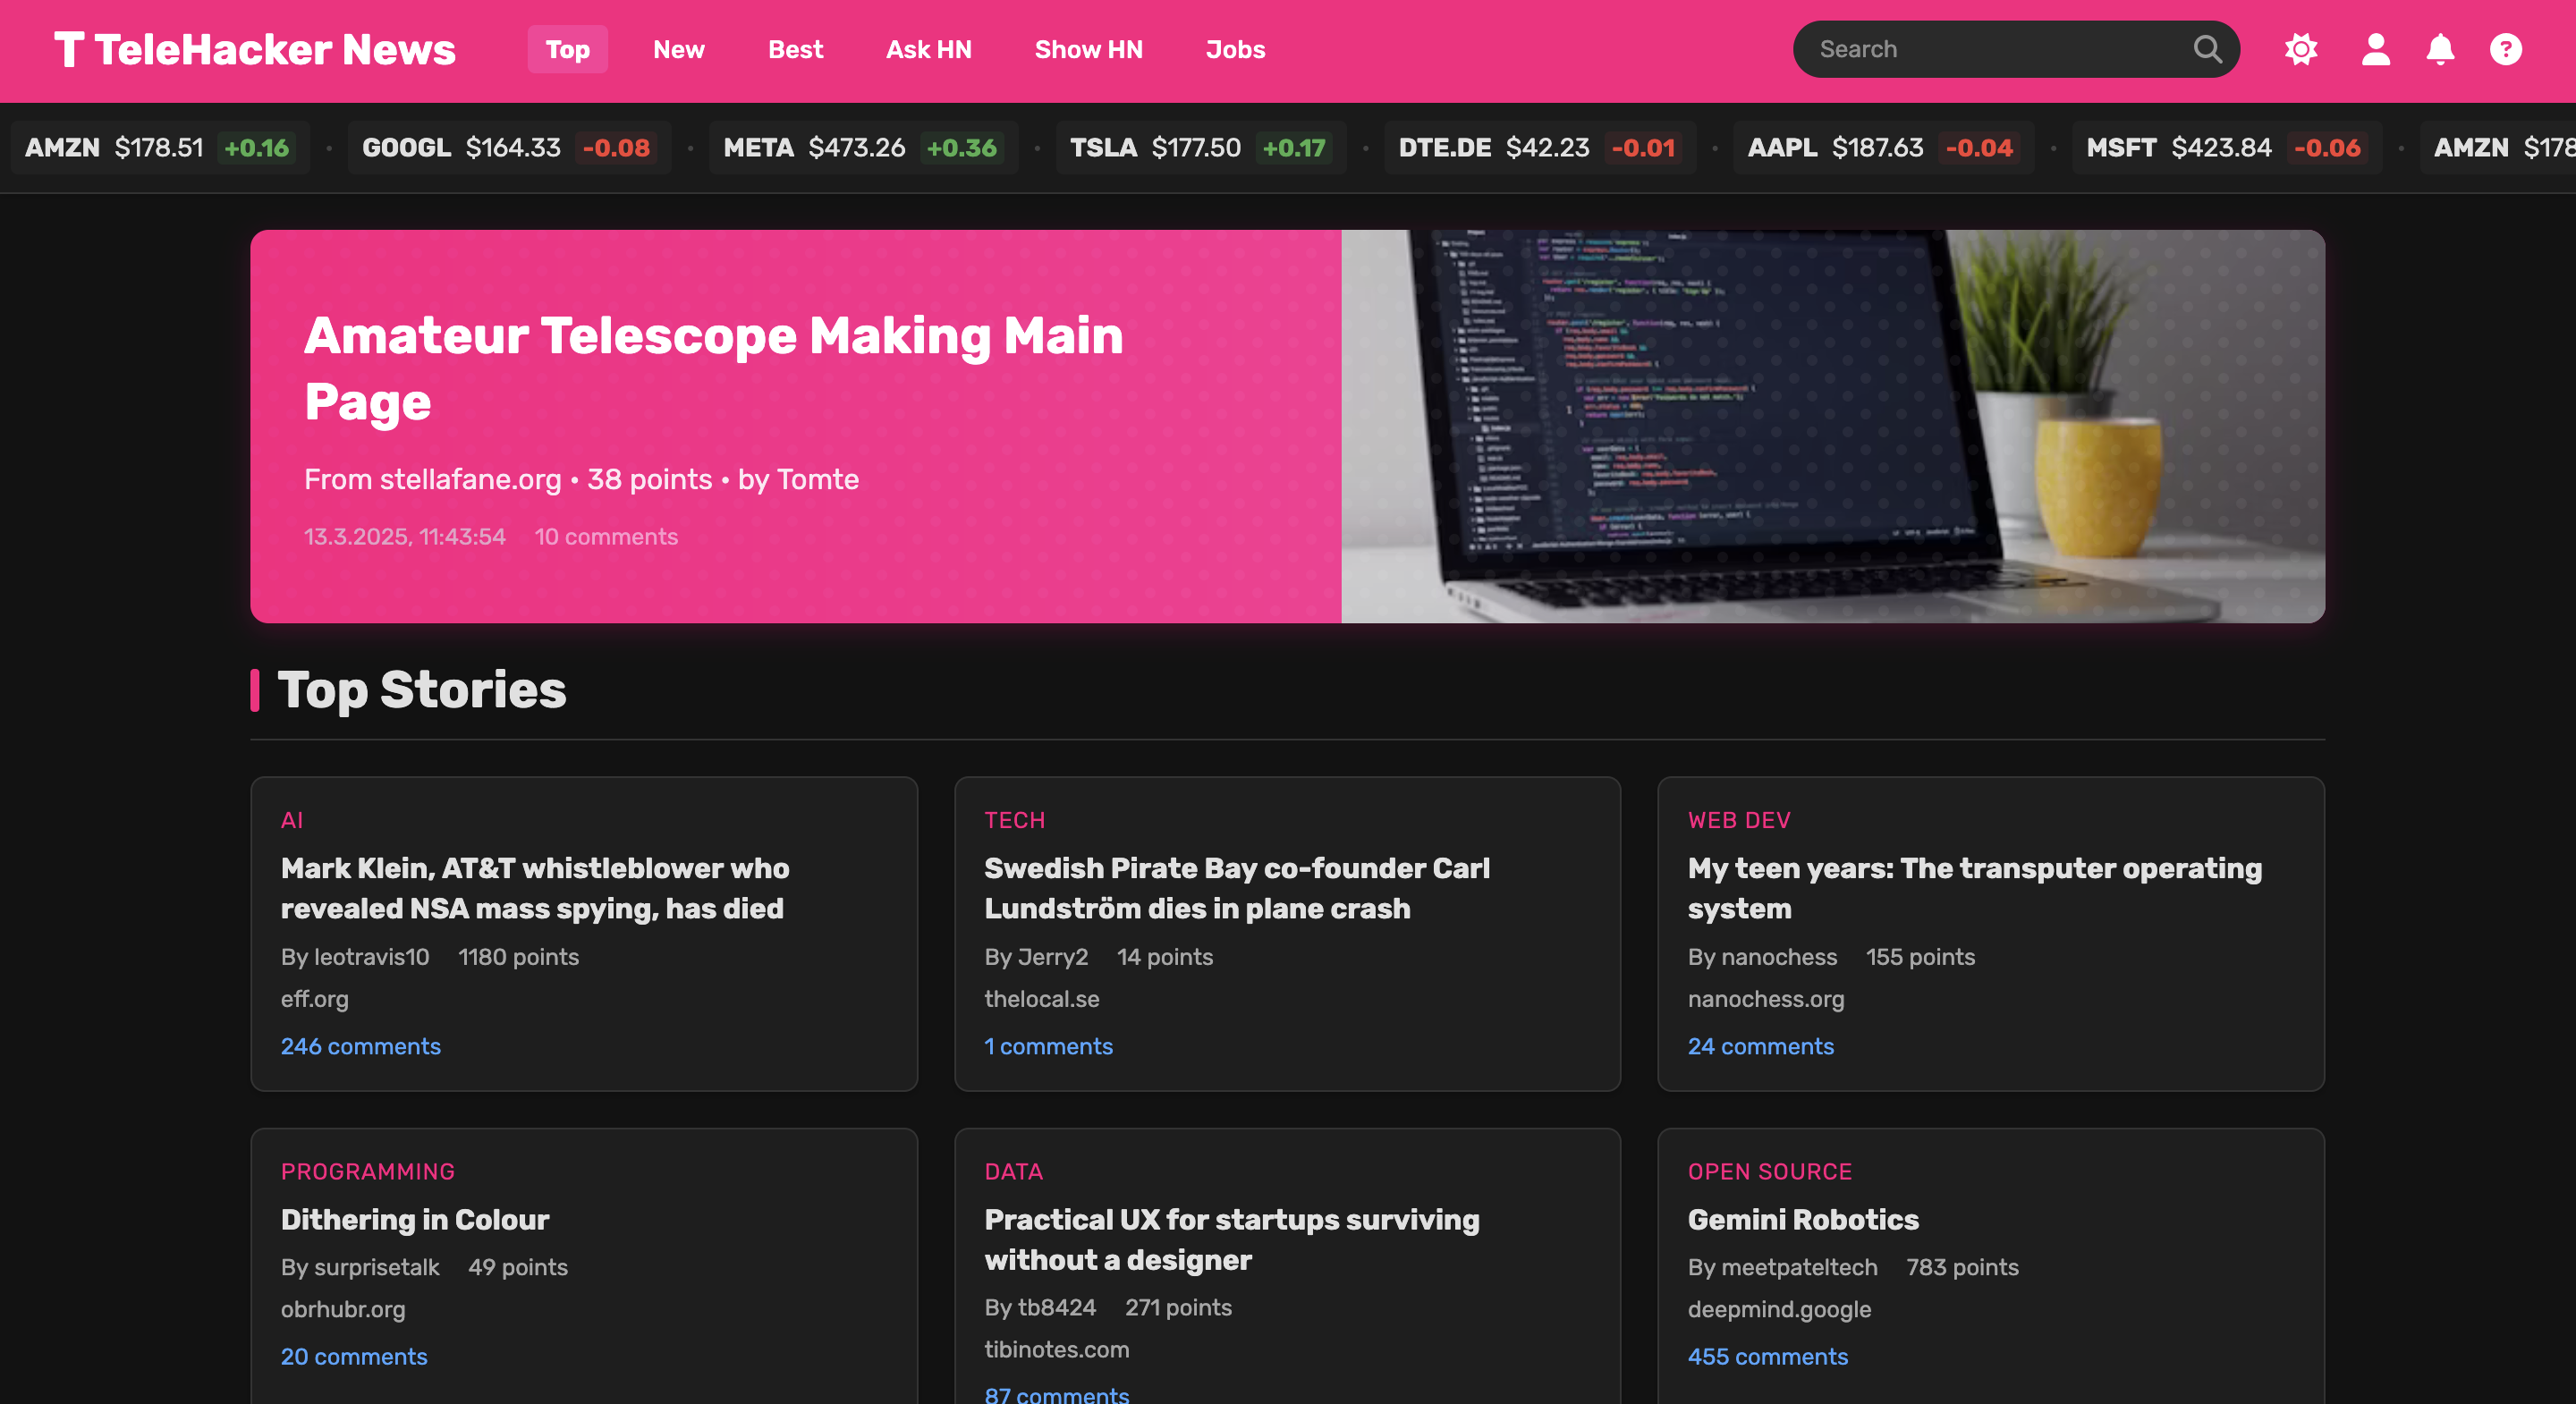 T TeleHacker News Top New Best Ask HN Show HN Jobs Search
AMZN $178.51 +0.16 • GOOGL $164.33 -0.08 • META $473.26 +0.36 • TSLA $177.50 +0.17 • DTE.DE $42.23 -0.01 • AAPL $187.63 -0.04 • MSFT $423.84 -0.06 • AMZN $178
Amateur Telescope Making Main
Page
From stellafane.org • 38 points • by Tomte
13.3.2025, 11:43:54 10 comments
Top Stories
AI
Mark Klein, AT&T whistleblower who
revealed NSA mass spying, has died
By leotravis10 1180 points
eff.org
246 comments
TECH
Swedish Pirate Bay co-founder Carl
Lundström dies in plane crash
By Jerry2 14 points
thelocal.se
1 comments
WEB DEV
My teen years: The transputer operating
system
By nanochess 155 points
nanochess.org
24 comments
PROGRAMMING
Dithering in Colour
By surprisetalk 49 points
obrhubr.org
20 comments
DATA
Practical UX for startups surviving
without a designer
By tb8424 271 points
tibinotes.com
87 comments
OPEN SOURCE
Gemini Robotics
By meetpateltech 783 points
deepmind.google
455 comments